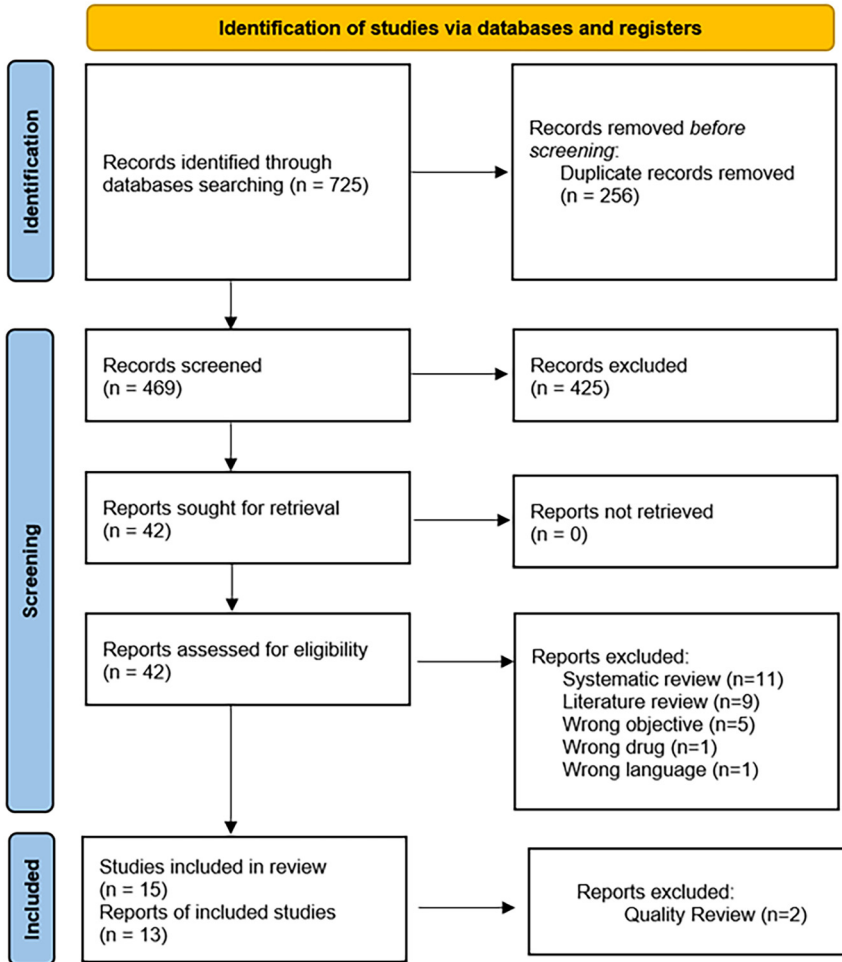 Identification of studies via databases and registers
Identification
Records identified through
databases searching (n = 725)
Records removed before
screening:
Duplicate records removed
(n = 256)
Screening
Records screened
(n = 469)
Records excluded
(n = 425)
Reports sought for retrieval
(n = 42)
Reports not retrieved
(n = 0)
Reports assessed for eligibility
(n = 42)
Reports excluded:
Systematic review (n=11)
Literature review (n=9)
Wrong objective (n=5)
Wrong drug (n=1)
Wrong language (n=1)
Included
Studies included in review
(n = 15)
Reports of included studies
(n = 13)
Reports excluded:
Quality Review (n=2)